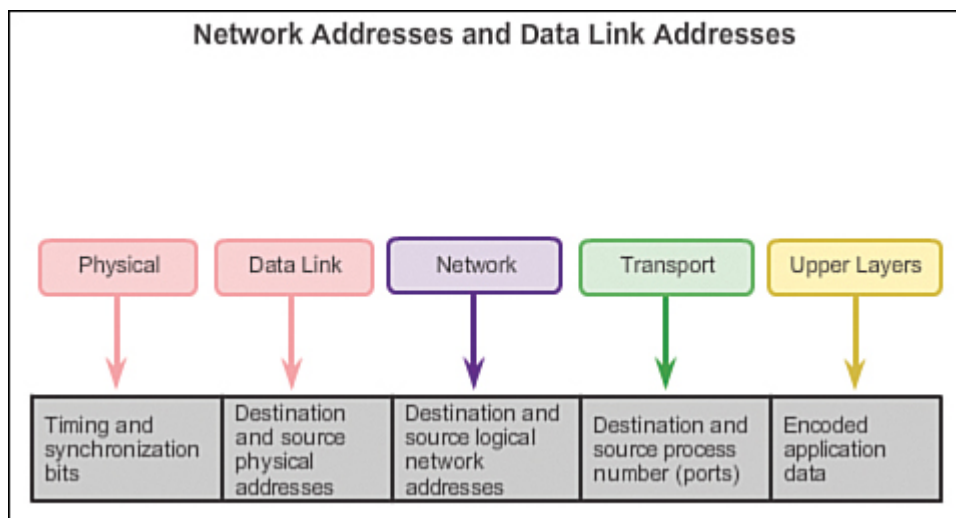 Network Addresses and Data Link Addresses
Physical
Data Link
Network
Transport
Upper Layers
Timing and
synchronization
bits
Destination
and source
physical
addresses
Destination and
source logical
network
addresses
Destination and
source process
number (ports)
Encoded
application
data